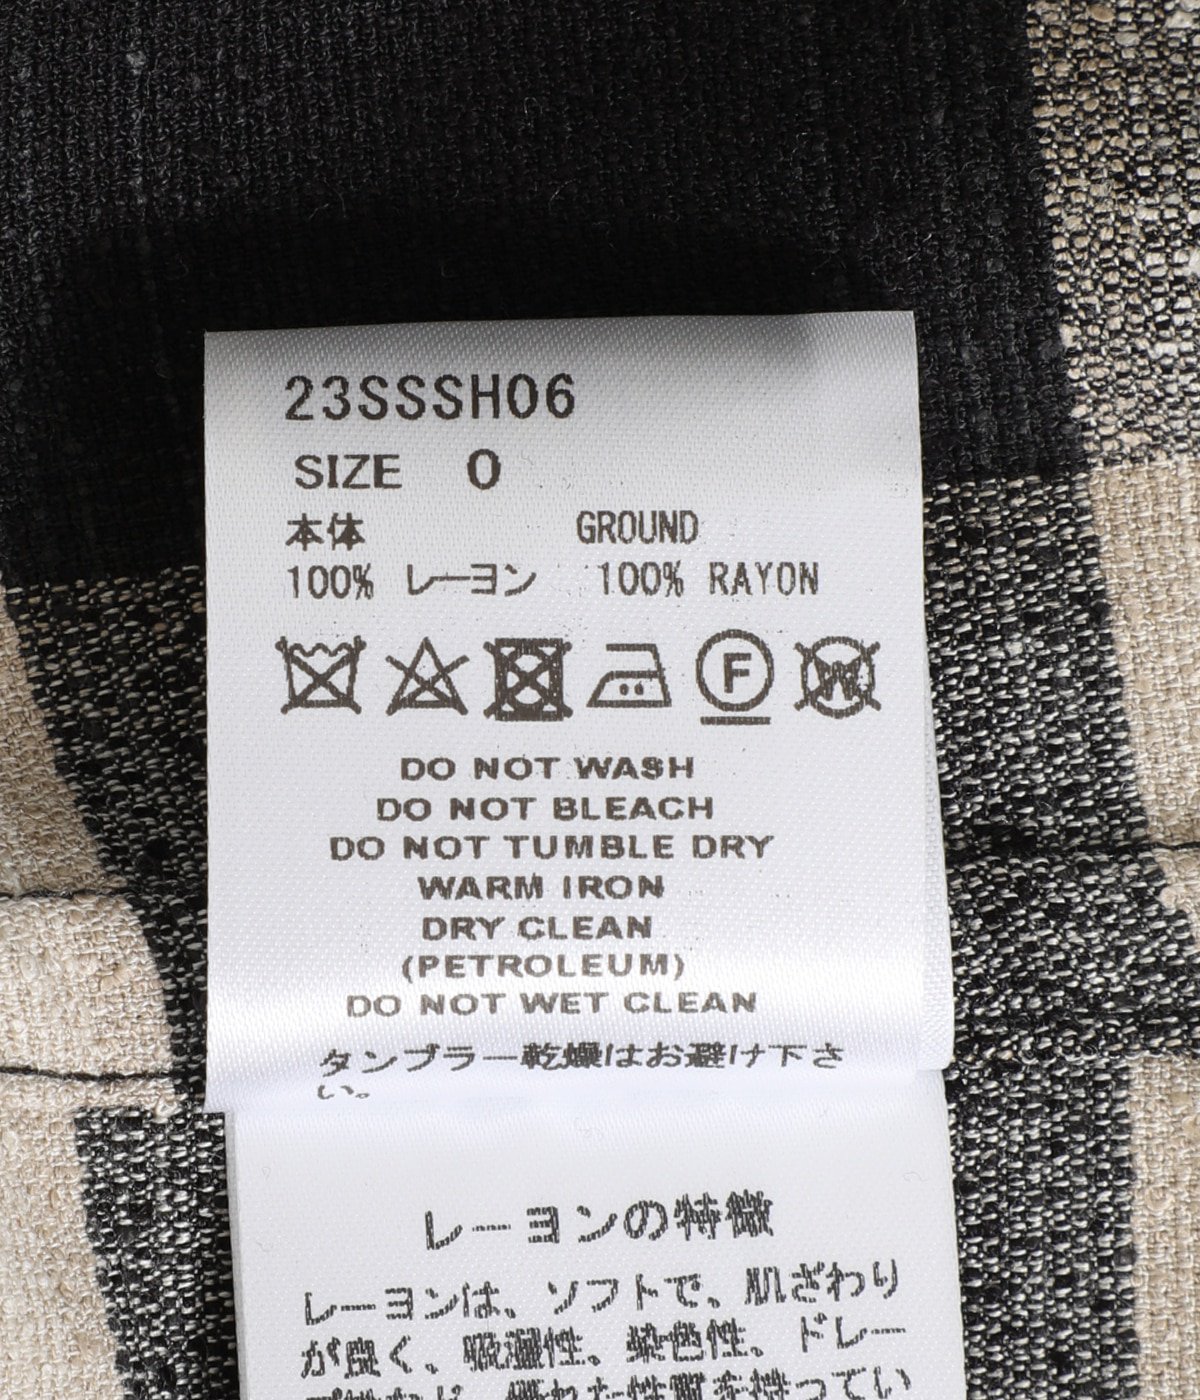 23SSSH06
SIZE 0
本体 GROUND
100% レーヨン 100% RAYON
F W
DO NOT WASH
DO NOT BLEACH
DO NOT TUMBLE DRY
WARM IRON
DRY CLEAN
(PETROLEUM)
DO NOT WET CLEAN
タンブラー乾燥はお避け下さ
い。
レーヨンの特徴
レーヨンは、ソフトで、肌ざわり
が良く、吸湿性、染色性、ドレー